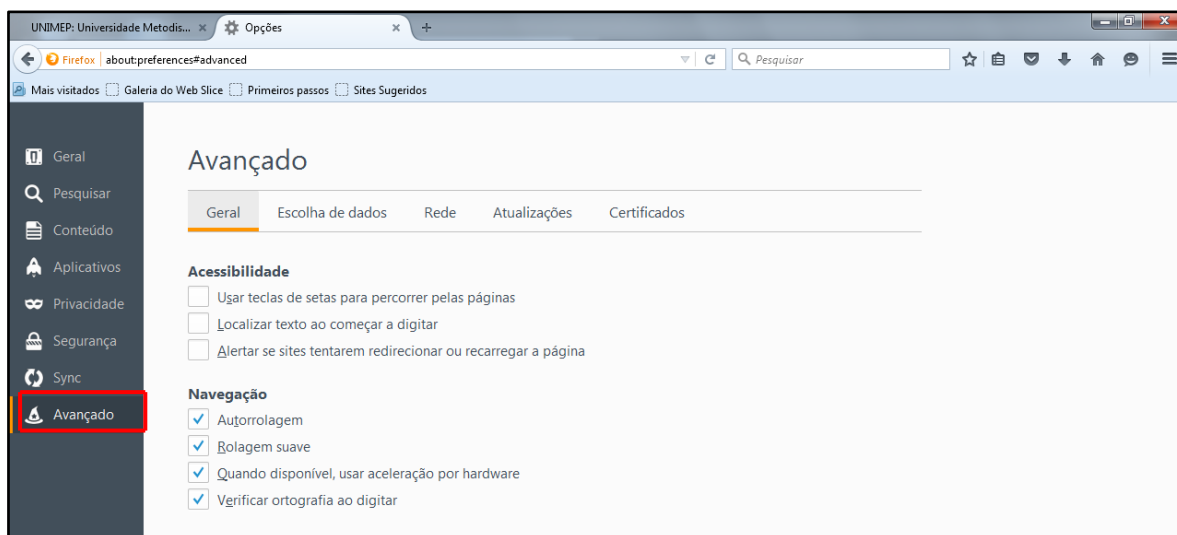 UNIMEP: Universidade Metodis...
Opções
Firefox about:preferences#advanced
Pesquisar
Mais visitados Galeria do Web Slice Primeiros passos Sites Sugeridos
Geral
Pesquisar
Conteúdo
Aplicativos
Privacidade
Segurança
Sync
Avançado
Avançado
Geral Escolha de dados Rede Atualizações Certificados
Acessibilidade
Usar teclas de setas para percorrer pelas páginas
Localizar texto ao começar a digitar
Alertar se sites tentarem redirecionar ou recarregar a página
Navegação
Autorrolagem
Rolagem suave
Quando disponível, usar aceleração por hardware
Verificar ortografia ao digitar